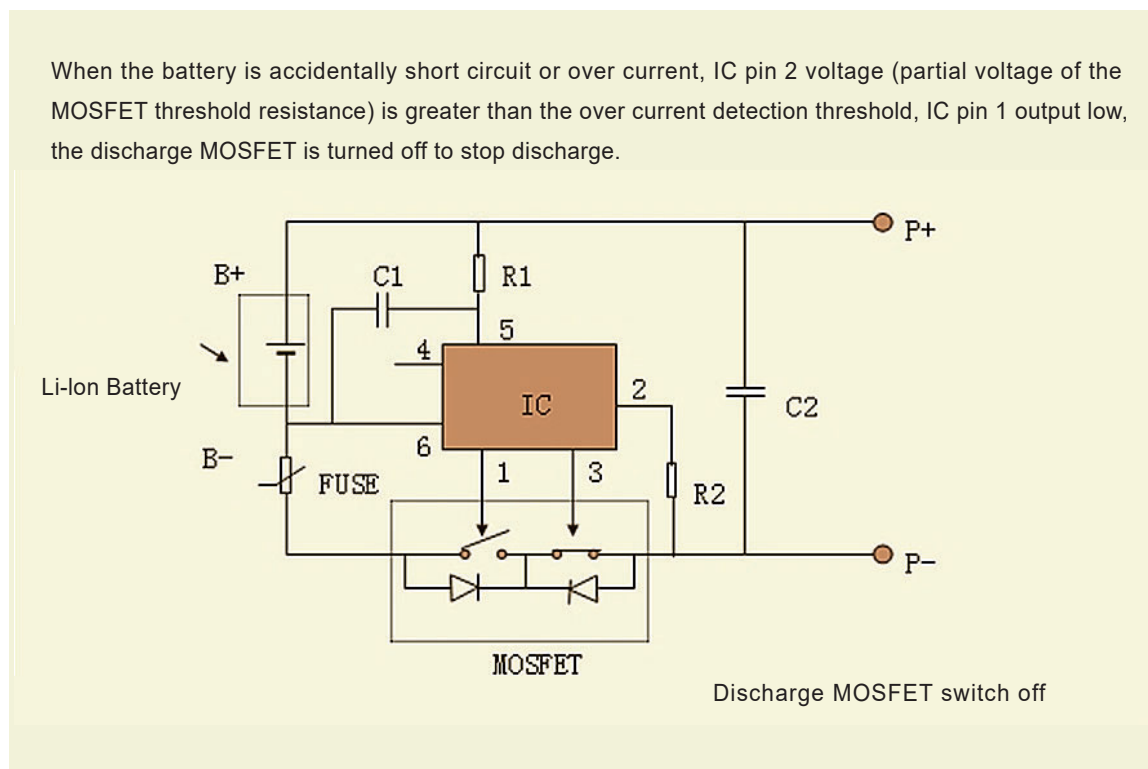 When the battery is accidentally short circuit or over current, IC pin 2 voltage (partial voltage of the
MOSFET threshold resistance) is greater than the over current detection threshold, IC pin 1 output low,
the discharge MOSFET is turned off to stop discharge.
P+
B+
C1
R1
5
4
Li-Ion Battery
IC
2
C2
6
B-
FUSE
1
3
R2
P-
MOSFET
Discharge MOSFET switch off